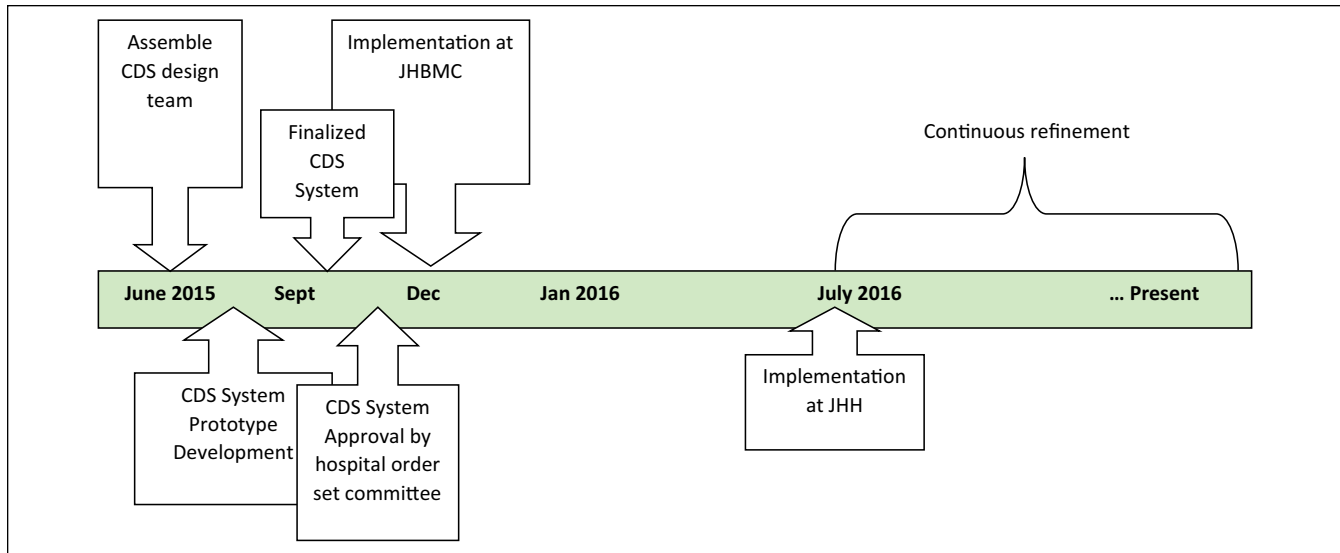 Assemble
CDS design
team
Implementation at
JHBMC
Finalized
CDS
System
Continuous refinement
June 2015 Sept Dec Jan 2016 July 2016 ... Present
CDS System
Prototype
Development
CDS System
Approval by
hospital order
set committee
Implementation
at JHH